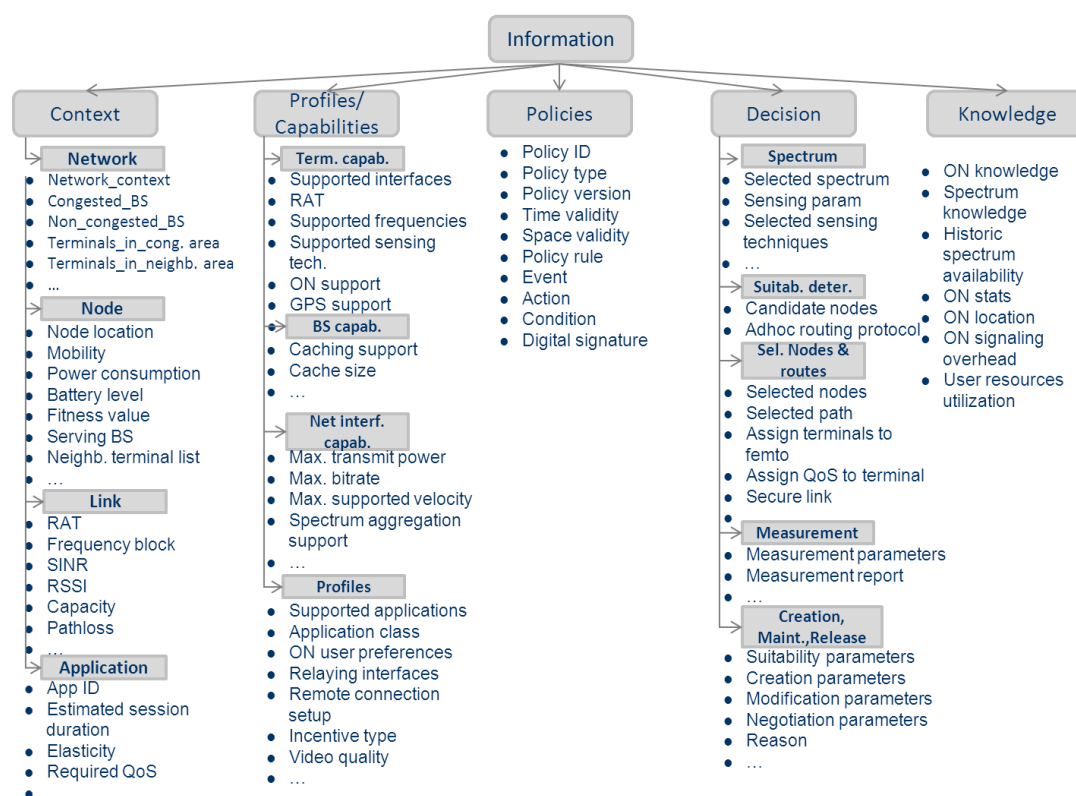 Information
Context
Network
Network_context
Congested_BS
Non_congested_BS
Terminals_in_cong. area
Terminals_in_neighb. area
...
Node
Node location
Mobility
Power consumption
Battery level
Fitness value
Serving BS
Neighb. terminal list
...
Link
RAT
Frequency block
SINR
RSSI
Capacity
Pathloss
...
Application
App ID
Estimated session
duration
Elasticity
Required QoS
Profiles/
Capabilities
Term. capab.
Supported interfaces
RAT
Supported frequencies
Supported sensing
tech.
ON support
GPS support
BS capab.
Caching support
Cache size
...
Net interf.
capab.
Max. transmit power
Max. bitrate
Max. supported velocity
Spectrum aggregation
support
...
Profiles
Supported applications
Application class
ON user preferences
Relaying interfaces
Remote connection
setup
Incentive type
Video quality
...
Policies
Policy ID
Policy type
Policy version
Time validity
Space validity
Policy rule
Event
Action
Condition
Digital signature
Decision
Spectrum
Selected spectrum
Sensing param
Selected sensing
techniques
...
Suitab. deter.
Candidate nodes
Adhoc routing protocol
Sel. Nodes &
routes
Selected nodes
Selected path
Assign terminals to
femto
Assign QoS to terminal
Secure link
Measurement
Measurement parameters
Measurement report
...
Creation,
Maint.,Release
Suitability parameters
Creation parameters
Modification parameters
Negotiation parameters
Reason
...
Knowledge
ON knowledge
Spectrum
knowledge
Historic
spectrum
availability
ON stats
ON location
ON signaling
overhead
User resources
utilization